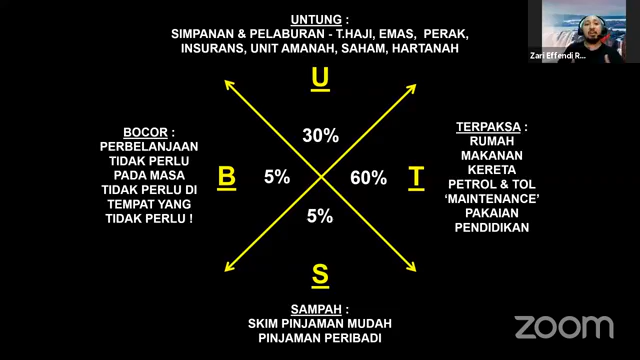 UNTUNG :
SIMPANAN & PELABURAN - T.HAJI, EMAS, PERAK,
INSURANS, UNIT AMANAH, SAHAM, HARTANAH
U
Zari Effendi R...
BOCOR :
PERBELANJAAN
TIDAK PERLU
PADA MASA
TIDAK PERLU DI
TEMPAT YANG
TIDAK PERLU !
B
30%
5%
60%
5%
T
TERPAKSA :
RUMAH
MAKANAN
KERETA
PETROL & TOL
‘MAINTENANCE’
PAKAIAN
PENDIDIKAN
S
SAMPAH :
SKIM PINJAMAN MUDAH
PINJAMAN PERIBADI
zoom